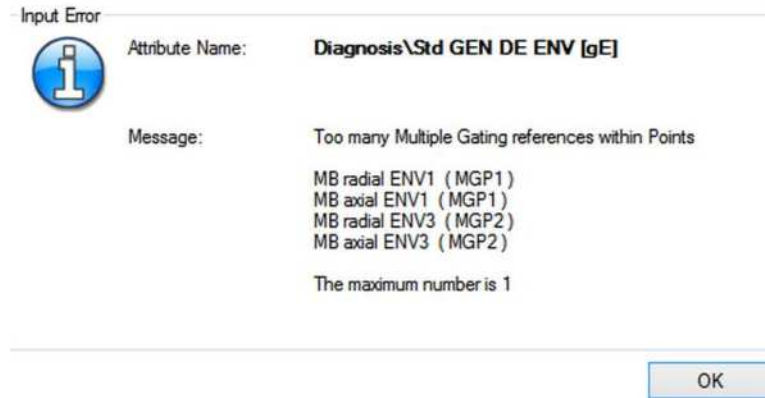 Input Error
Attribute Name: Diagnosis\Std GEN DE ENV [gE]
Message: Too many Multiple Gating references within Points
MB radial ENV1 ( MGP1 )
MB axial ENV1 ( MGP1 )
MB radial ENV3 ( MGP2 )
MB axial ENV3 ( MGP2 )
The maximum number is 1
OK